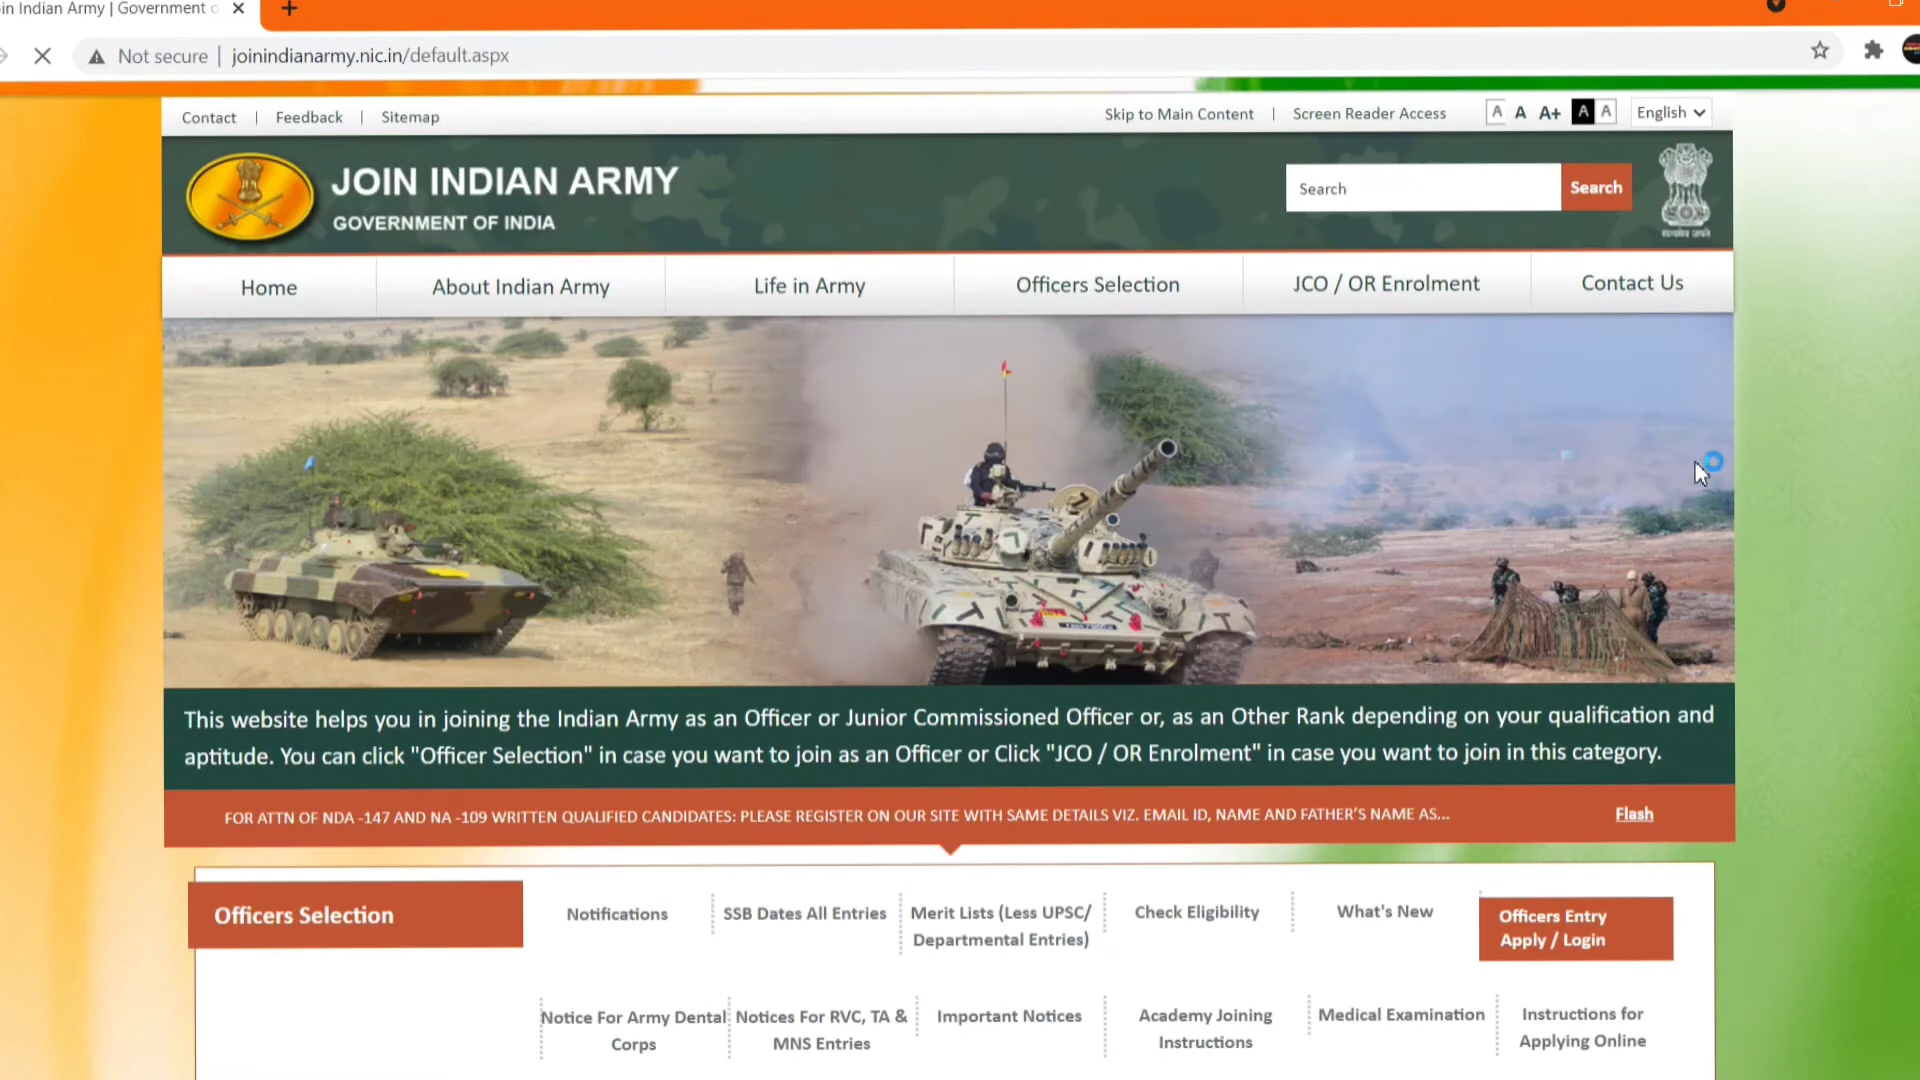 in Indian Army | Government o
Not secure | joinindianarmy.nic.in/default.aspx
Contact | Feedback | Sitemap
Skip to Main Content | Screen Reader Access A A A+ A A English
JOIN INDIAN ARMY
GOVERNMENT OF INDIA
Search Search
सत्यमेव जयते
Home About Indian Army Life in Army Officers Selection JCO / OR Enrolment Contact Us
This website helps you in joining the Indian Army as an Officer or Junior Commissioned Officer or, as an Other Rank depending on your qualification and
aptitude. You can click "Officer Selection" in case you want to join as an Officer or Click "JCO / OR Enrolment" in case you want to join in this category.
FOR ATTN OF NDA -147 AND NA -109 WRITTEN QUALIFIED CANDIDATES: PLEASE REGISTER ON OUR SITE WITH SAME DETAILS VIZ. EMAIL ID, NAME AND FATHER'S NAME AS... Flash
Officers Selection
Notifications
SSB Dates All Entries
Merit Lists (Less UPSC/
Departmental Entries)
Check Eligibility
What's New
Officers Entry
Apply / Login
Notice For Army Dental
Corps
Notices For RVC, TA &
MNS Entries
Important Notices
Academy Joining
Instructions
Medical Examination
Instructions for
Applying Online